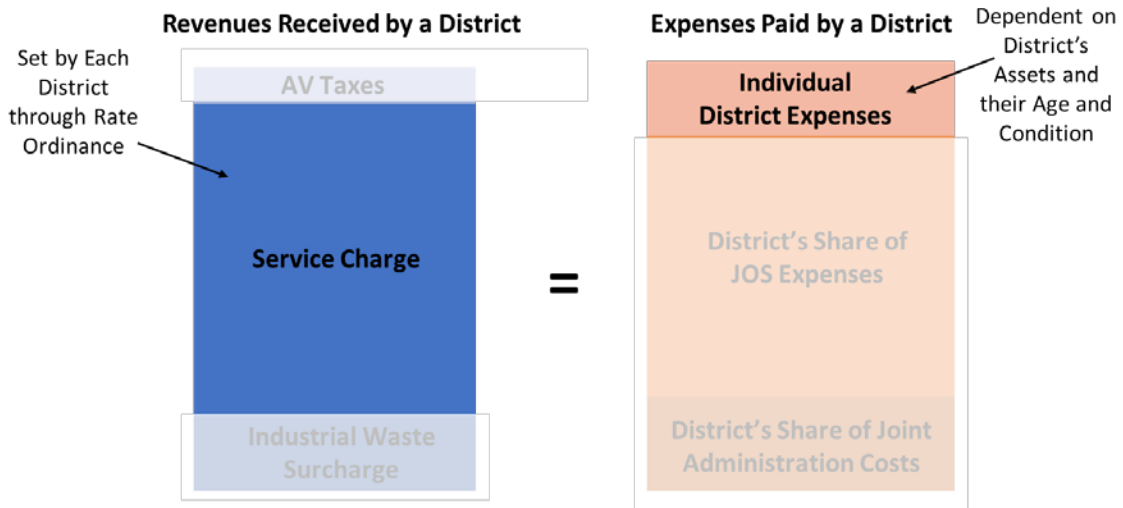 Revenues Received by a District
Set by Each
District
through Rate
Ordinance
AV Taxes
Service Charge
Industrial Waste
Surcharge
=
Expenses Paid by a District
Dependent on
District's
Assets and
their Age and
Condition
Individual
District Expenses
District's Share of
JOS Expenses
District's Share of Joint
Administration Costs